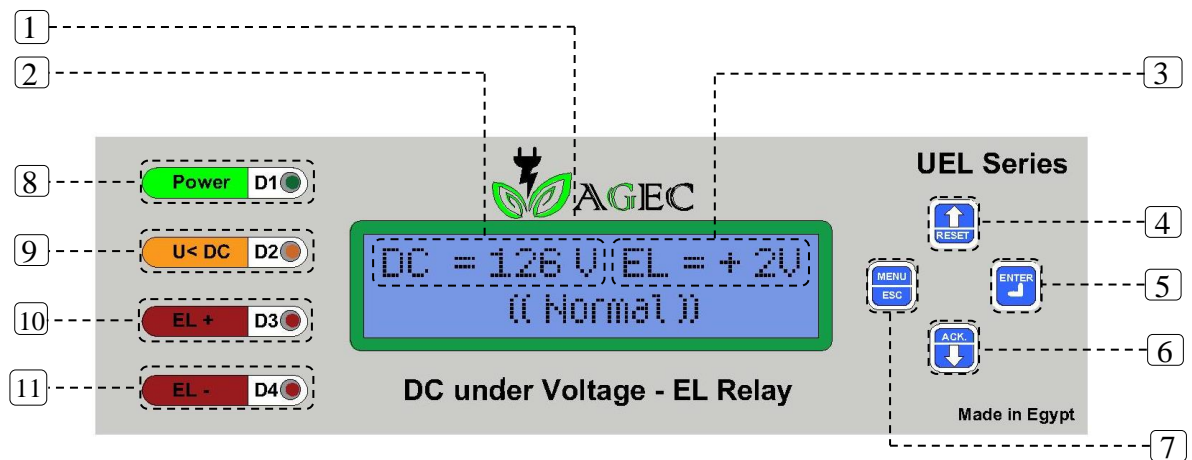 1
2
3
UEL Series
AGEC
8
Power D1
RESET
4
9
U< DC D2
DC = 126 V EL = + 2V
MENU
ESC
ENTER
5
10
EL + D3
(( Normal ))
ACK.
6
11
EL - D4
DC under Voltage - EL Relay
Made in Egypt
7